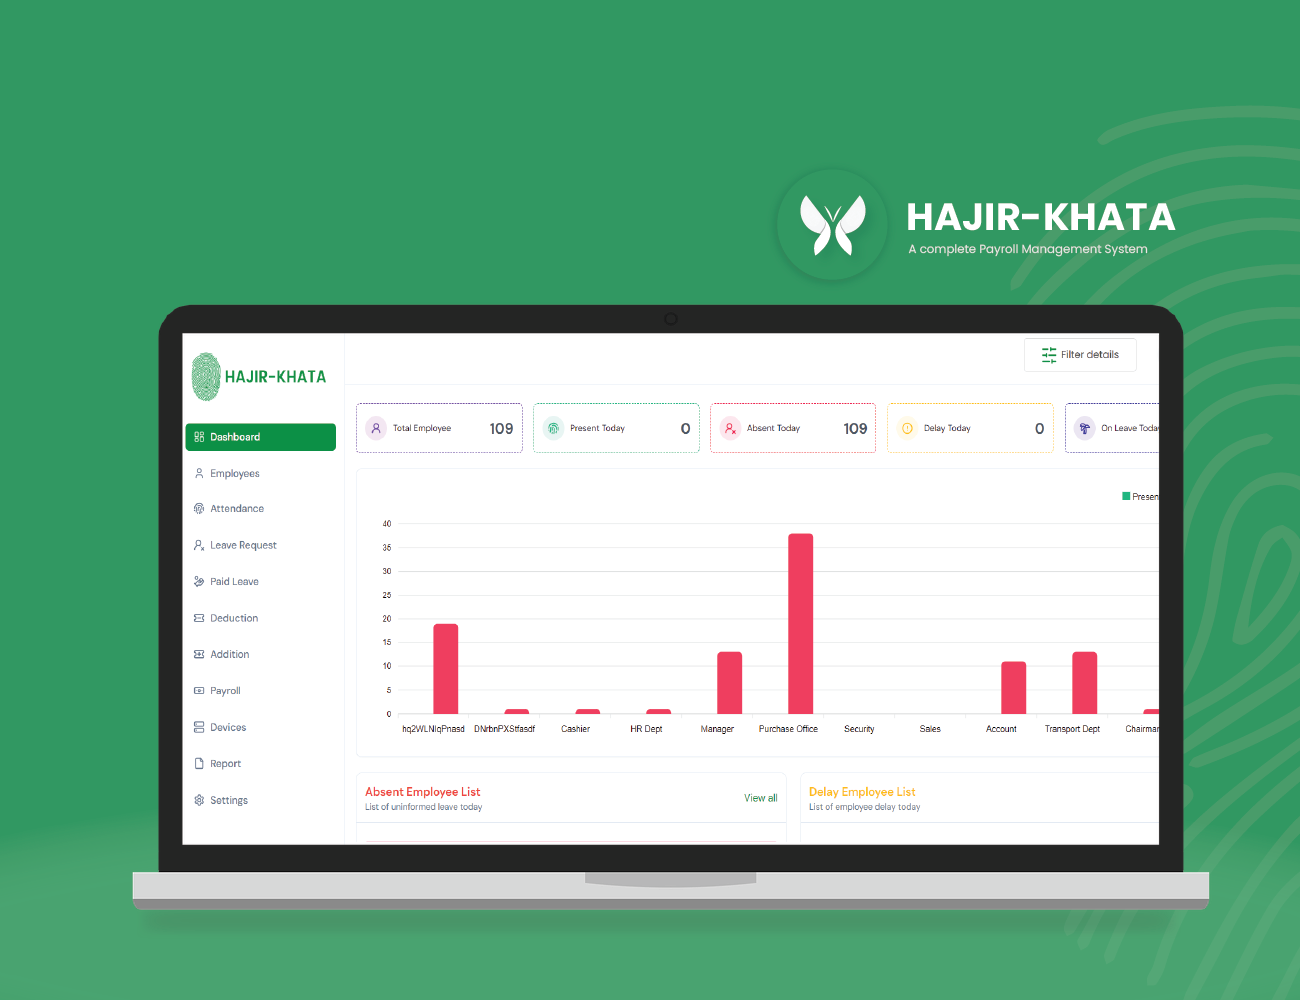 HAJIR-KHATA
A complete Payroll Management System
HAJIR-KHATA
Filter details
Dashboard
Employees
Attendance
Leave Request
Paid Leave
Deduction
Addition
Payroll
Devices
Report
Settings
Total Employee 109
Present Today 0
Absent Today 109
Delay Today 0
On Leave Today
Presen
40
35
30
25
20
15
10
5
0
hq2WLNlqPnasd DNrbnPXStfasdf Cashier HR Dept Manager Purchase Office Security Sales Account Transport Dept Chairman
Absent Employee List
List of uninformed leave today
View all
Delay Employee List
List of employee delay today